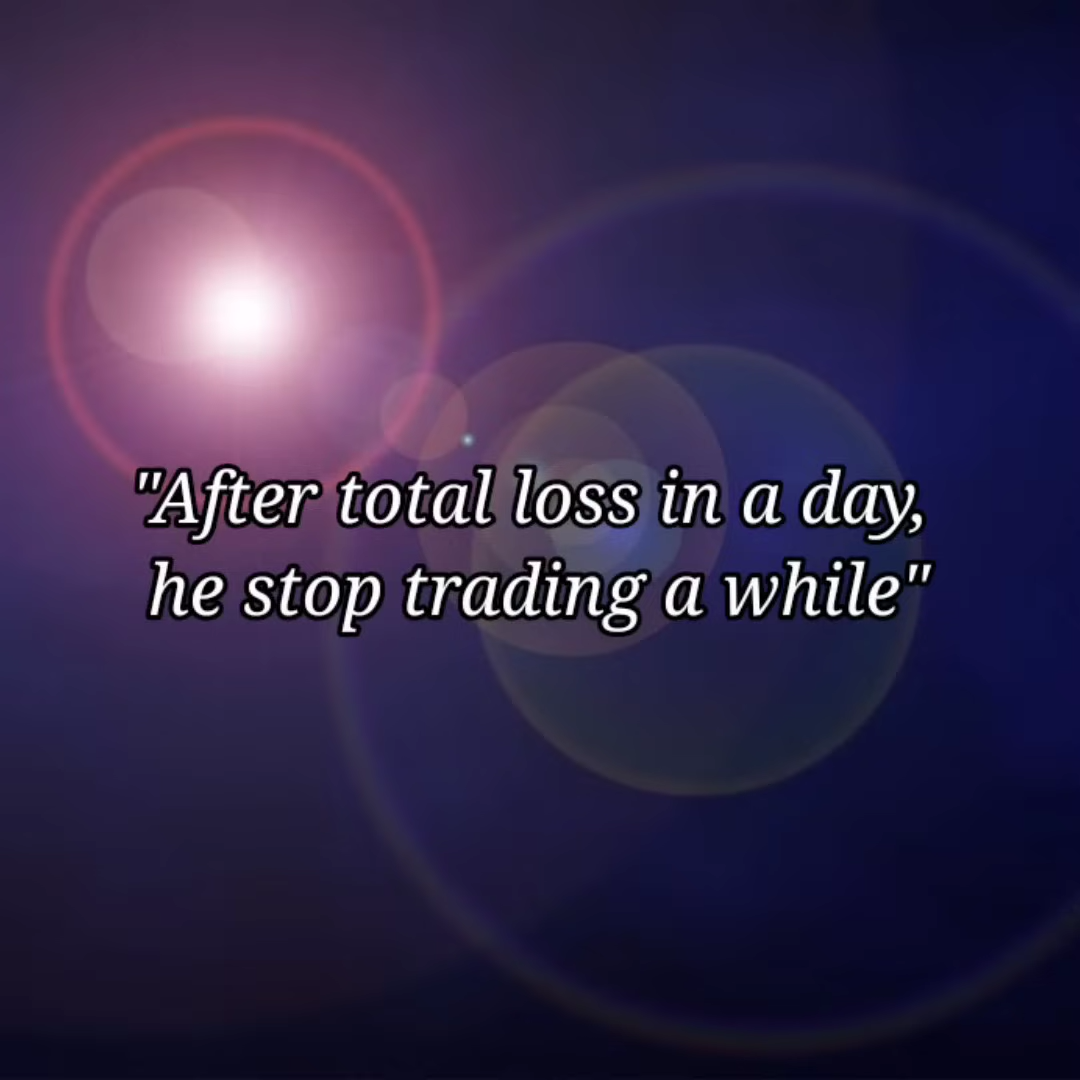 "After total loss in a day,
he stop trading a while"